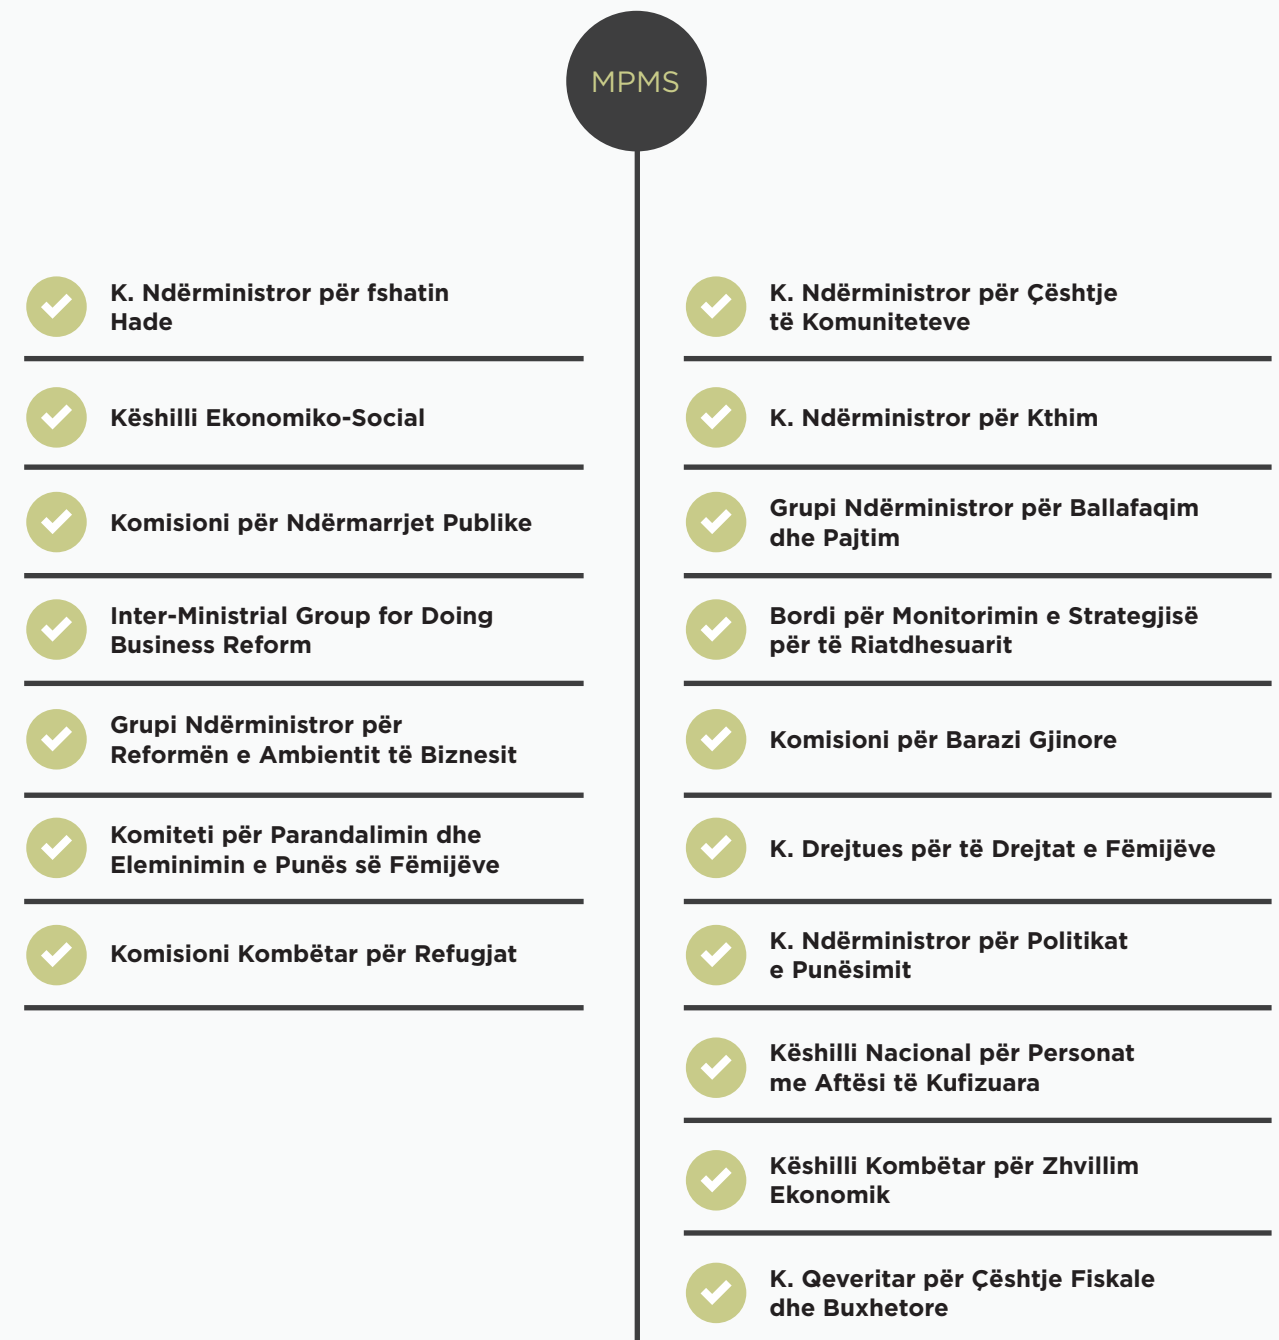 MPMS
K. Ndërministror për fshatin
Hade
Këshilli Ekonomiko-Social
Komisioni për Ndërmarrjet Publike
Inter-Ministrial Group for Doing
Business Reform
Grupi Ndërministror për
Reformën e Ambientit të Biznesit
Komiteti për Parandalimin dhe
Eleminimin e Punës së Fëmijëve
Komisioni Kombëtar për Refugjat
K. Ndërministror për Çështje
të Komuniteteve
K. Ndërministror për Kthim
Grupi Ndërministror për Ballafaqim
dhe Pajtim
Bordi për Monitorimin e Strategjisë
për të Riatdhesuarit
Komisioni për Barazi Gjinore
K. Drejtues për të Drejtat e Fëmijëve
K. Ndërministror për Politikat
e Punësimit
Këshilli Nacional për Personat
me Aftësi të Kufizuara
Këshilli Kombëtar për Zhvillim
Ekonomik
K. Qeveritar për Çështje Fiskale
dhe Buxhetore